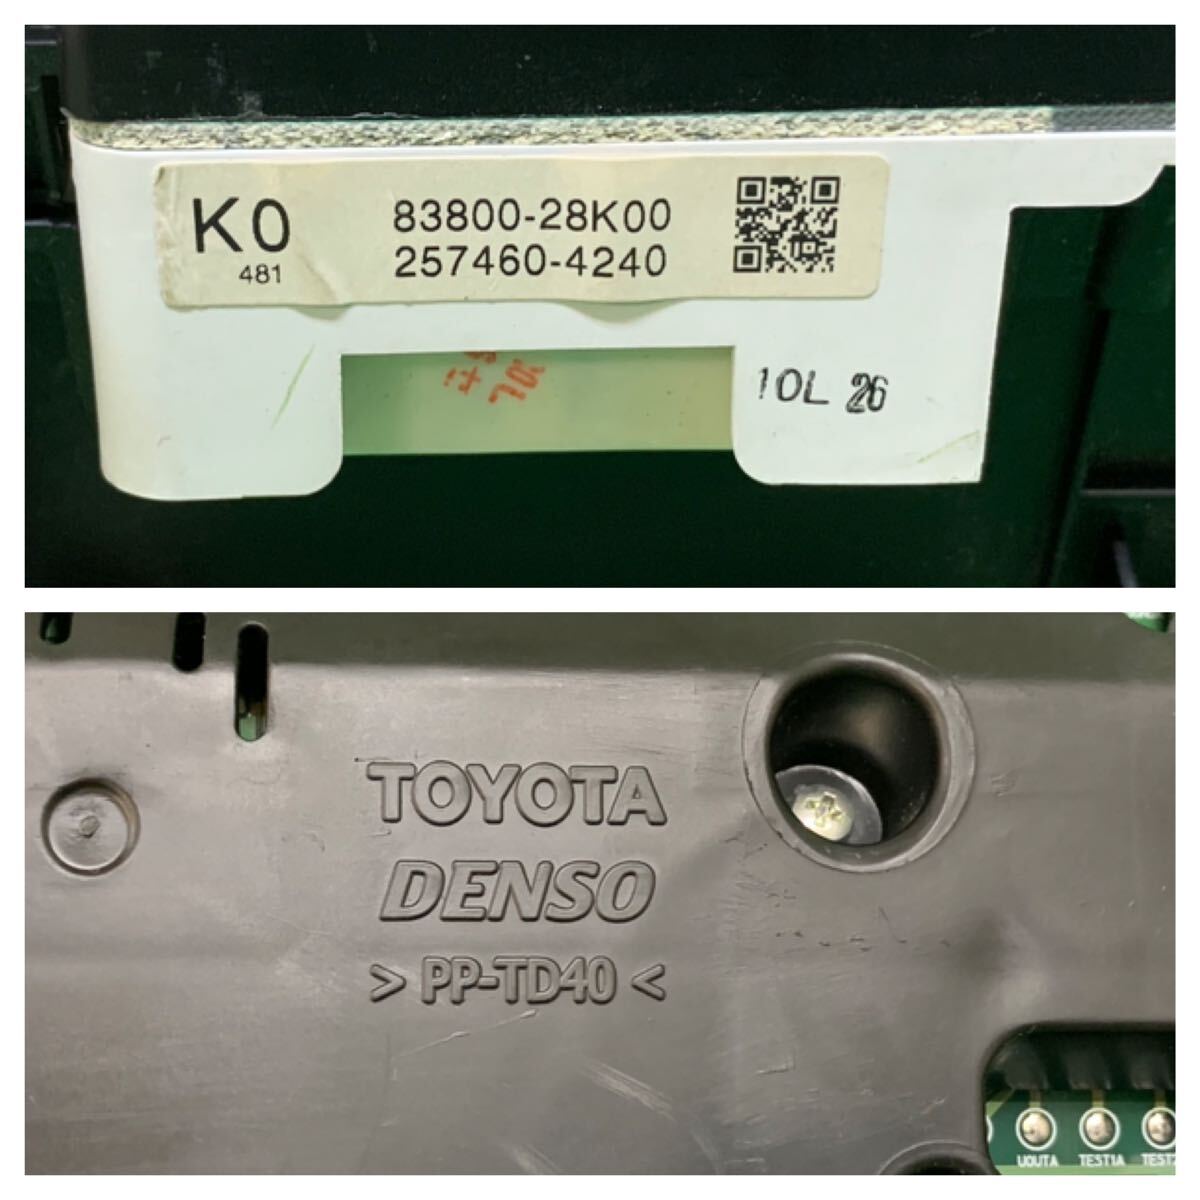 K0
481
83800-28K00
257460-4240
10L 26
TOYOTA
DENSO
> PP-TD40 <
TEST1A